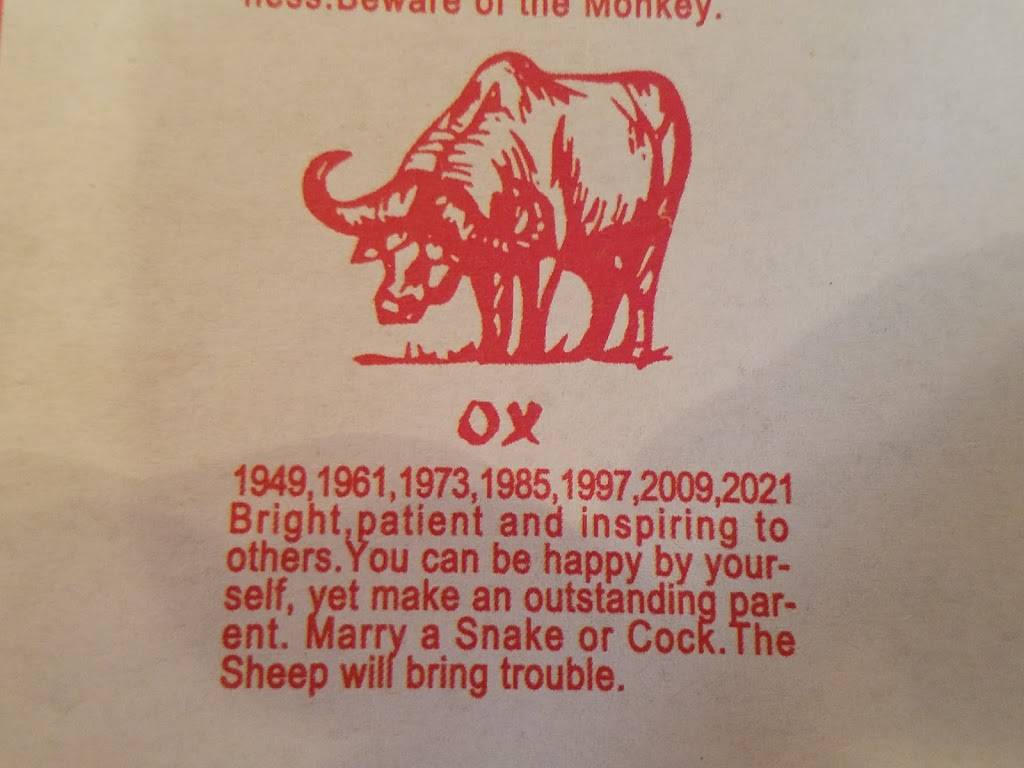 ness.Beware of the Monkey.
OX
1949,1961,1973,1985,1997,2009,2021
Bright,patient and inspiring to
others.You can be happy by your-
self, yet make an outstanding par-
ent. Marry a Snake or Cock.The
Sheep will bring trouble.